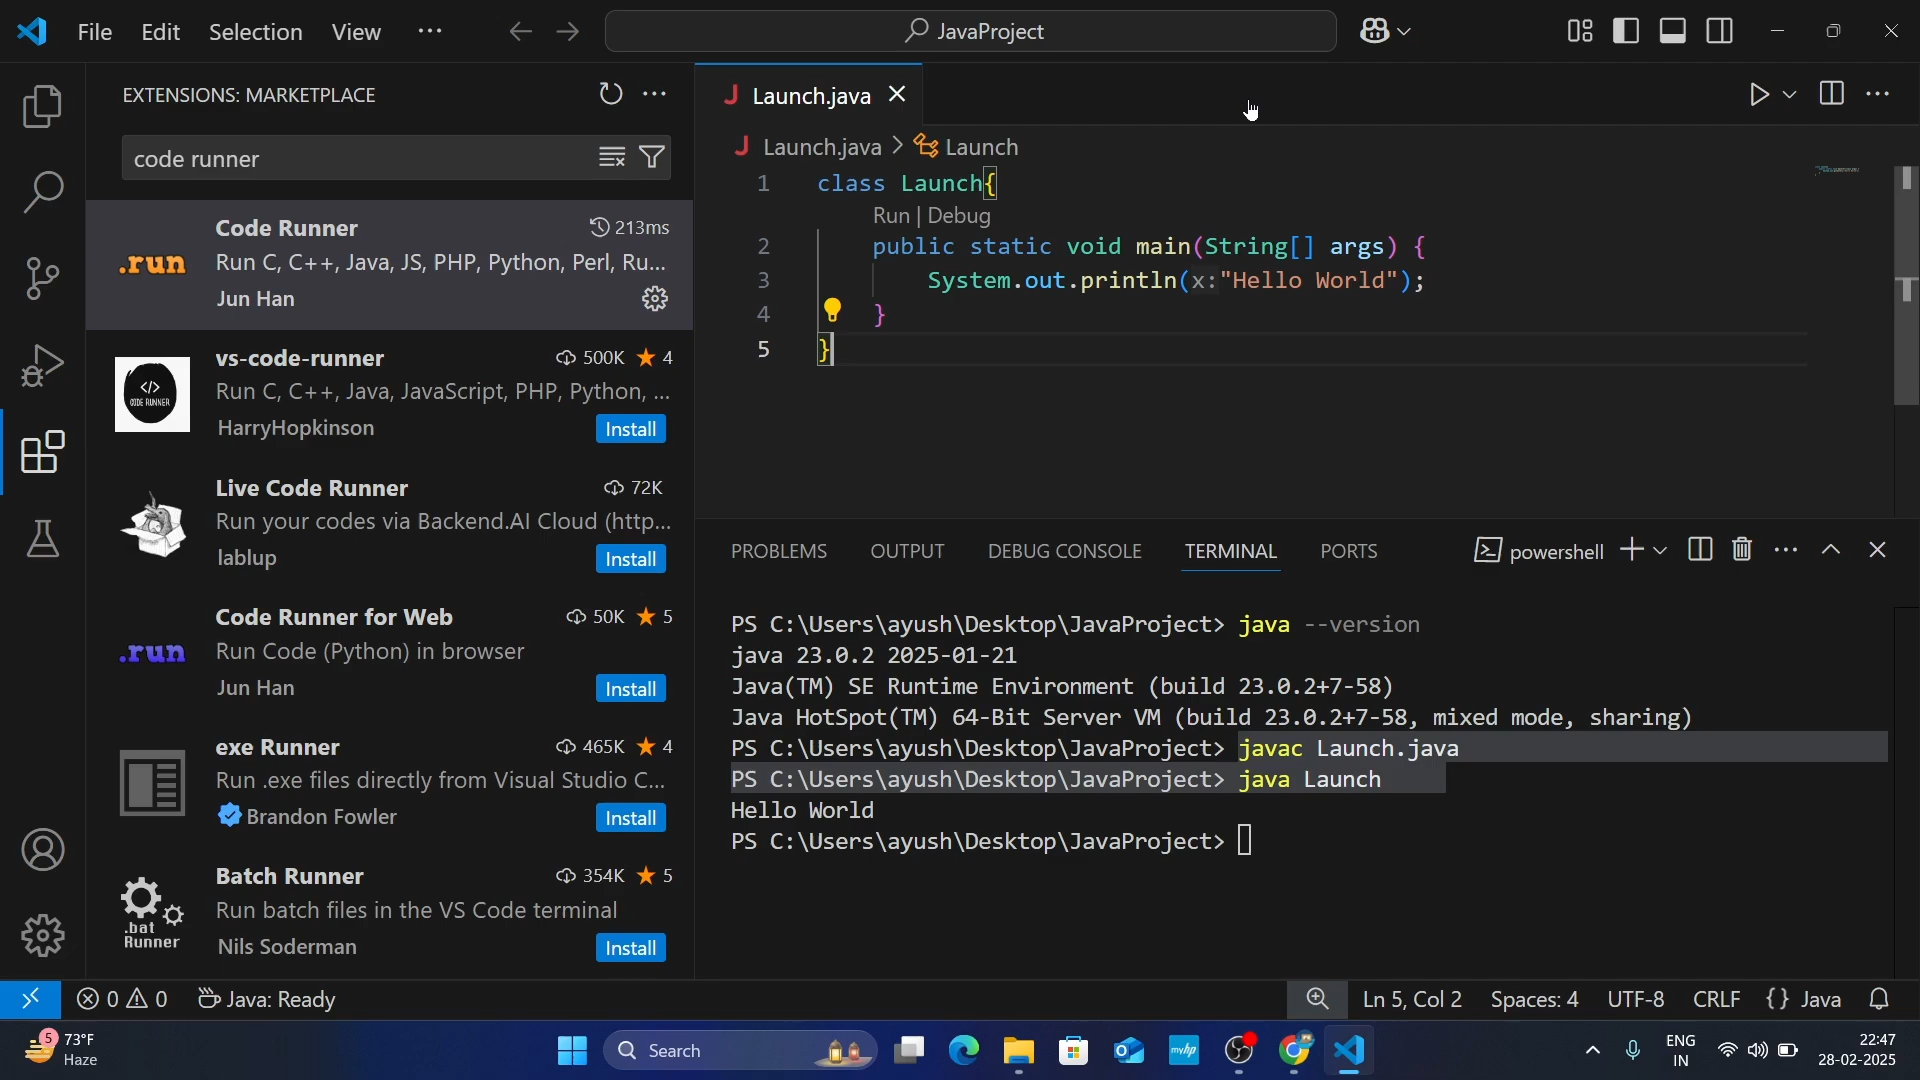 File Edit Selection View ···
JavaProject
EXTENSIONS: MARKETPLACE
code runner
Code Runner 213ms
.run
Run C, C++, Java, JS, PHP, Python, Perl, Ru...
Jun Han
vs-code-runner 500K 4
CODE RUNNER
Run C, C++, Java, JavaScript, PHP, Python, ...
HarryHopkinson Install
Live Code Runner 72K
Run your codes via Backend.AI Cloud (http...
lablup Install
Code Runner for Web 50K 5
.run
Run Code (Python) in browser
Jun Han Install
exe Runner 465K 4
Run .exe files directly from Visual Studio C...
Brandon Fowler Install
Batch Runner 354K 5
Run batch files in the VS Code terminal
.bat Runner
Nils Soderman Install
J Launch.java
J Launch.java > Launch
1 class Launch{
Run | Debug
2 public static void main(String[] args) {
3 System.out.println(x:"Hello World");
4 }
5 }
PROBLEMS OUTPUT DEBUG CONSOLE TERMINAL PORTS powershell
PS C:\Users\ayush\Desktop\JavaProject> java --version
java 23.0.2 2025-01-21
Java(TM) SE Runtime Environment (build 23.0.2+7-58)
Java HotSpot(TM) 64-Bit Server VM (build 23.0.2+7-58, mixed mode, sharing)
PS C:\Users\ayush\Desktop\JavaProject> javac Launch.java
PS C:\Users\ayush\Desktop\JavaProject> java Launch
Hello World
PS C:\Users\ayush\Desktop\JavaProject>
0 0 Java: Ready Ln 5, Col 2 Spaces: 4 UTF-8 CRLF {} Java
5 73°F
Haze
Search
myhp
ENG
IN
22:47
28-02-2025